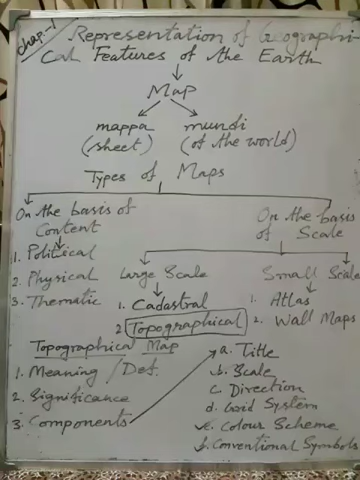 Chap-1
Representation of Geographi-
cal Features of the Earth
Map
mappa mundi
(sheet) (of the world)
Types of Maps
On the basis of Content
1. Political
2. Physical
3. Thematic
On the basis of Scale
Large Scale
1. Cadastral
2. Topographical
Small Scale
1. Atlas
2. Wall Maps
Topographical Map
1. Meaning / Def.
2. Significance
3. Components
a. Title
b. Scale
c. Direction
d. Grid System
e. Colour Scheme
f. Conventional Symbols